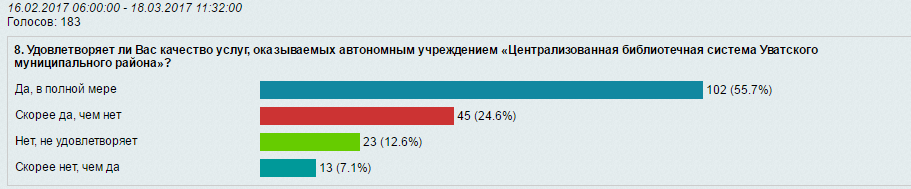 16.02.2017 06:00:00 - 18.03.2017 11:32:00
Голосов: 183
8. Удовлетворяет ли Вас качество услуг, оказываемых автономным учреждением «Централизованная библиотечная система Уватского
муниципального района»?
Да, в полной мере 102 (55.7%)
Скорее да, чем нет 45 (24.6%)
Нет, не удовлетворяет 23 (12.6%)
Скорее нет, чем да 13 (7.1%)